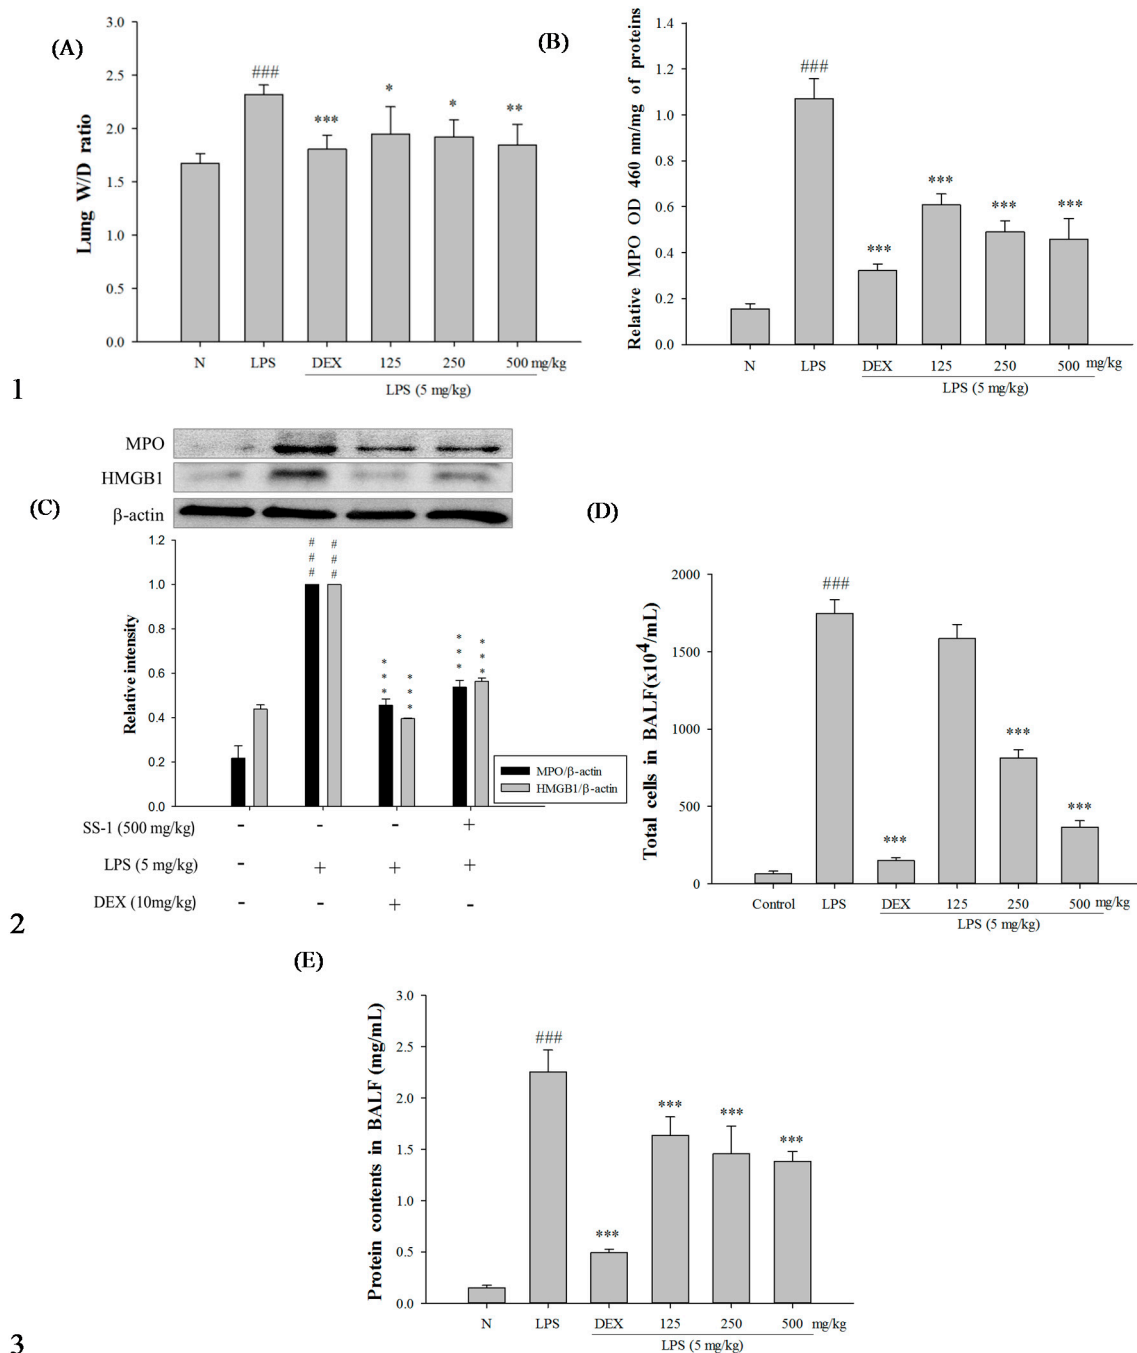 (A)
Lung W/D ratio
3.0
2.5
2.0
1.5
1.0
0.5
0.0
###
***
*
*
**
N LPS DEX 125 250 500 mg/kg
LPS (5 mg/kg)
(B)
Relative MPO OD 460 nm/mg of proteins
1.4
1.2
1.0
0.8
0.6
0.4
0.2
0.0
###
***
***
***
***
N LPS DEX 125 250 500 mg/kg
LPS (5 mg/kg)
1
(C)
MPO
HMGB1
β-actin
Relative intensity
1.2
1.0
0.8
0.6
0.4
0.2
0.0
# #
# #
# #
* *
* *
* *
* *
* *
* *
MPO/β-actin
HMGB1/β-actin
SS-1 (500 mg/kg) - - - +
LPS (5 mg/kg) - + + +
DEX (10mg/kg) - - + -
(D)
Total cells in BALF(x10⁴/mL)
2000
1500
1000
500
0
###
***
***
***
Control LPS DEX 125 250 500 mg/kg
LPS (5 mg/kg)
2
(E)
Protein contents in BALF (mg/mL)
3.0
2.5
2.0
1.5
1.0
0.5
0.0
###
***
***
***
***
N LPS DEX 125 250 500 mg/kg
LPS (5 mg/kg)
3